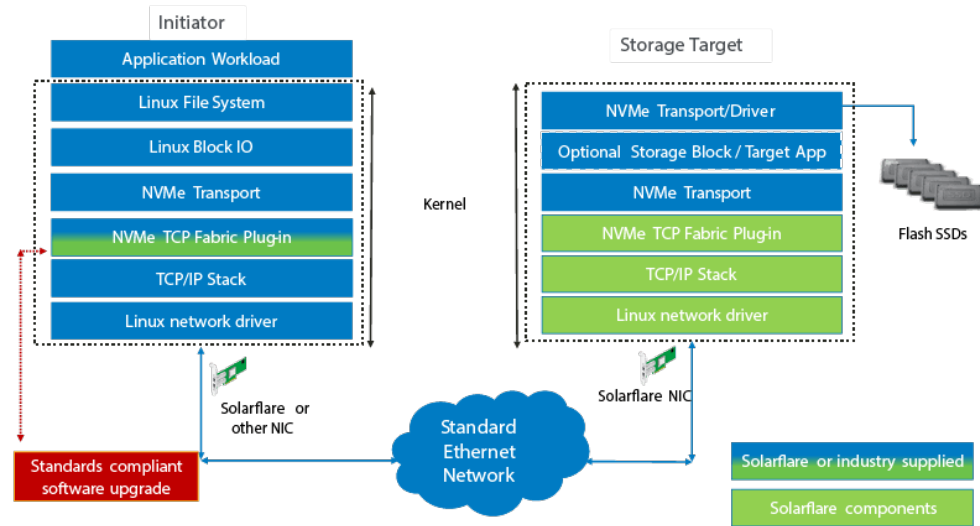 Initiator
Application Workload
Linux File System
Linux Block IO
NVMe Transport
NVMe TCP Fabric Plug-in
TCP/IP Stack
Linux network driver
Kernel
Storage Target
NVMe Transport/Driver
Optional Storage Block / Target App
NVMe Transport
NVMe TCP Fabric Plug-in
TCP/IP Stack
Linux network driver
Flash SSDs
Solarflare or
other NIC
Solarflare NIC
Standard
Ethernet
Network
Standards compliant
software upgrade
Solarflare or industry supplied
Solarflare components